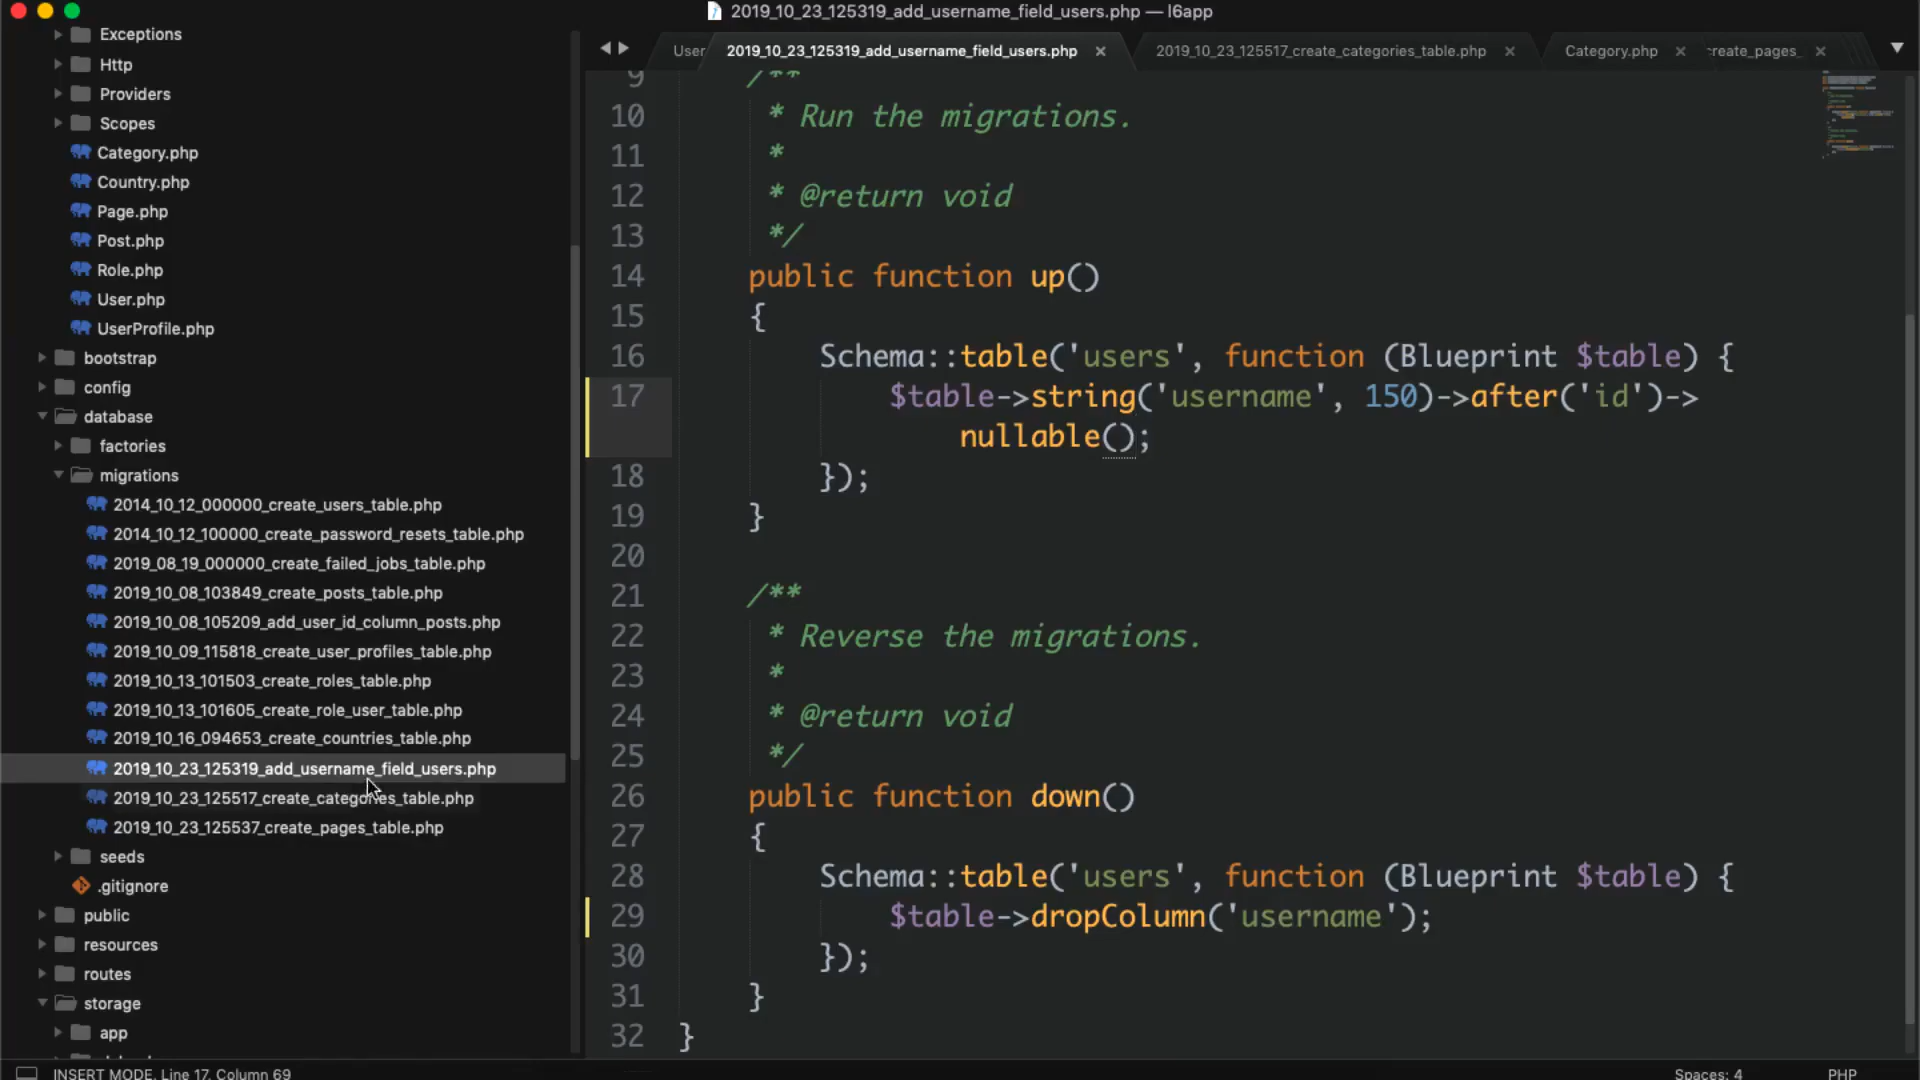 2019_10_23_125319_add_username_field_users.php — l6app
Exceptions
Http
Providers
Scopes
Category.php
Country.php
Page.php
Post.php
Role.php
User.php
UserProfile.php
bootstrap
config
database
factories
migrations
2014_10_12_000000_create_users_table.php
2014_10_12_100000_create_password_resets_table.php
2019_08_19_000000_create_failed_jobs_table.php
2019_10_08_103849_create_posts_table.php
2019_10_08_105209_add_user_id_column_posts.php
2019_10_09_115818_create_user_profiles_table.php
2019_10_13_101503_create_roles_table.php
2019_10_13_101605_create_role_user_table.php
2019_10_16_094653_create_countries_table.php
2019_10_23_125319_add_username_field_users.php
2019_10_23_125517_create_categories_table.php
2019_10_23_125537_create_pages_table.php
seeds
.gitignore
public
resources
routes
storage
app
User 2019_10_23_125319_add_username_field_users.php × 2019_10_23_125517_create_categories_table.php × Category.php × create_pages_ ×
9 /**
10 * Run the migrations.
11 *
12 * @return void
13 */
14 public function up()
15 {
16 Schema::table('users', function (Blueprint $table) {
17 $table->string('username', 150)->after('id')->
nullable();
18 });
19 }
20
21 /**
22 * Reverse the migrations.
23 *
24 * @return void
25 */
26 public function down()
27 {
28 Schema::table('users', function (Blueprint $table) {
29 $table->dropColumn('username');
30 });
31 }
32 }
INSERT MODE, Line 17, Column 69
Spaces: 4 PHP